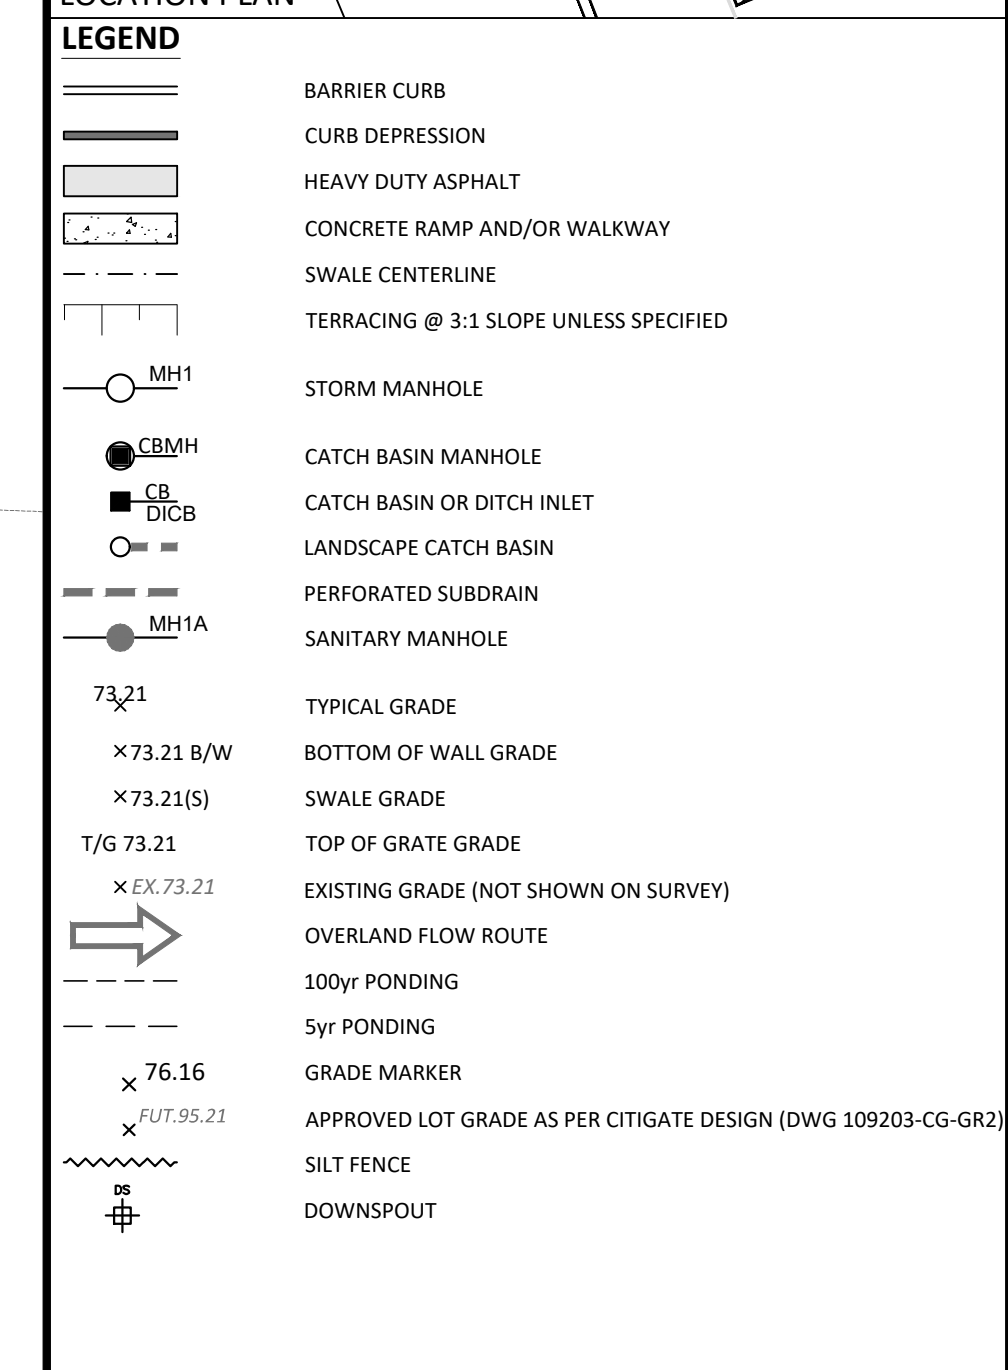 LOCATION PLAN
LEGEND
BARRIER CURB
CURB DEPRESSION
HEAVY DUTY ASPHALT
CONCRETE RAMP AND/OR WALKWAY
SWALE CENTERLINE
TERRACING @ 3:1 SLOPE UNLESS SPECIFIED
MH1 STORM MANHOLE
CBMH CATCH BASIN MANHOLE
CB
DICB CATCH BASIN OR DITCH INLET
LANDSCAPE CATCH BASIN
PERFORATED SUBDRAIN
MH1A SANITARY MANHOLE
73.21 TYPICAL GRADE
73.21 B/W BOTTOM OF WALL GRADE
73.21(S) SWALE GRADE
T/G 73.21 TOP OF GRATE GRADE
EX.73.21 EXISTING GRADE (NOT SHOWN ON SURVEY)
OVERLAND FLOW ROUTE
100yr PONDING
5yr PONDING
76.16 GRADE MARKER
FUT.95.21 APPROVED LOT GRADE AS PER CITIGATE DESIGN (DWG 109203-CG-GR2)
SILT FENCE
DS DOWNSPOUT